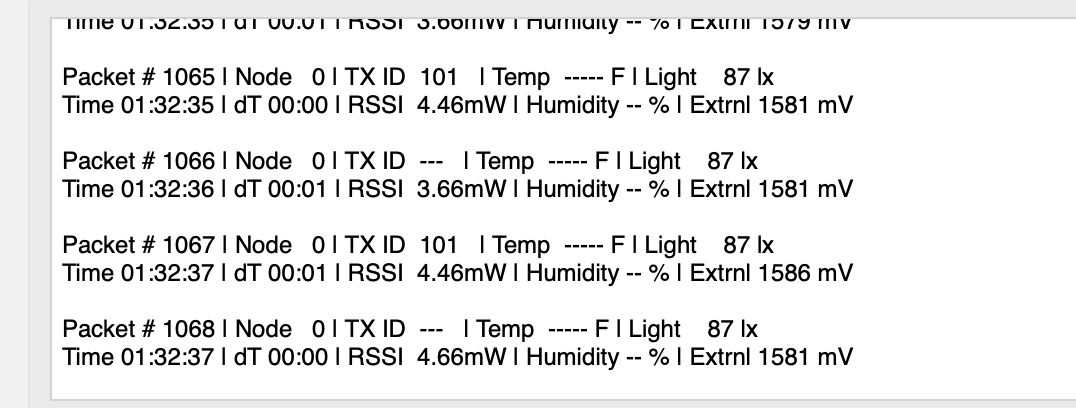 Time 01:32:35 | dT 00:01 | RSSI  3.66mW | Humidity -- % | Extrnl 1579 mV
Packet # 1065 | Node   0 | TX ID  101   | Temp  ----- F | Light    87 lx
Time 01:32:35 | dT 00:00 | RSSI  4.46mW | Humidity -- % | Extrnl 1581 mV
Packet # 1066 | Node   0 | TX ID  ---   | Temp  ----- F | Light    87 lx
Time 01:32:36 | dT 00:01 | RSSI  3.66mW | Humidity -- % | Extrnl 1581 mV
Packet # 1067 | Node   0 | TX ID  101   | Temp  ----- F | Light    87 lx
Time 01:32:37 | dT 00:01 | RSSI  4.46mW | Humidity -- % | Extrnl 1586 mV
Packet # 1068 | Node   0 | TX ID  ---   | Temp  ----- F | Light    87 lx
Time 01:32:37 | dT 00:00 | RSSI  4.66mW | Humidity -- % | Extrnl 1581 mV